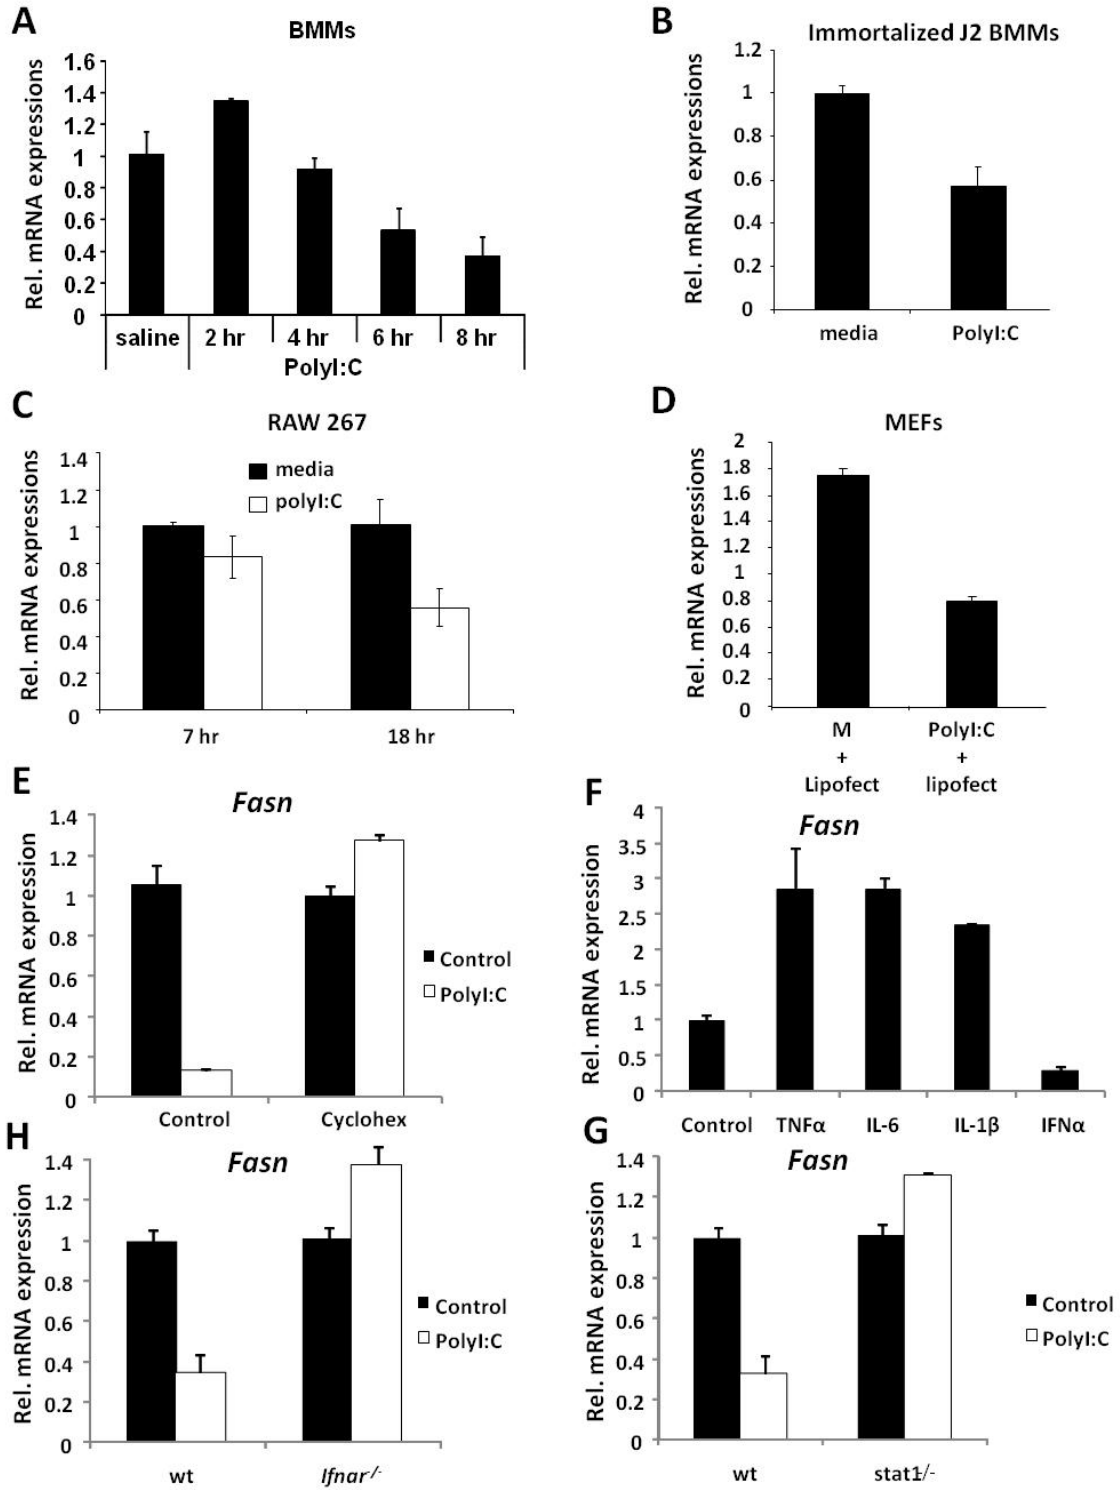 A
BMMs
Rel. mRNA expressions
1.6
1.4
1.2
1
0.8
0.6
0.4
0.2
0
saline 2 hr 4 hr 6 hr 8 hr
PolyI:C
B
Immortalized J2 BMMs
Rel. mRNA expressions
1.2
1
0.8
0.6
0.4
0.2
0
media PolyI:C
C
RAW 267
Rel. mRNA expressions
1.4
1.2
1
0.8
0.6
0.4
0.2
0
media
polyI:C
7 hr 18 hr
D
MEFs
Rel. mRNA expressions
2
1.8
1.6
1.4
1.2
1
0.8
0.6
0.4
0.2
0
M PolyI:C
+ +
Lipofect lipofect
E
Fasn
Rel. mRNA expression
1.4
1.2
1
0.8
0.6
0.4
0.2
0
Control
PolyI:C
Control Cyclohex
F
Fasn
Rel. mRNA expression
4
3.5
3
2.5
2
1.5
1
0.5
0
Control TNFα IL-6 IL-1β IFNα
H
Fasn
Rel. mRNA expression
1.4
1.2
1
0.8
0.6
0.4
0.2
0
Control
PolyI:C
wt Ifnar-/-
G
Fasn
Rel. mRNA expression
1.4
1.2
1
0.8
0.6
0.4
0.2
0
Control
PolyI:C
wt stat1-/-